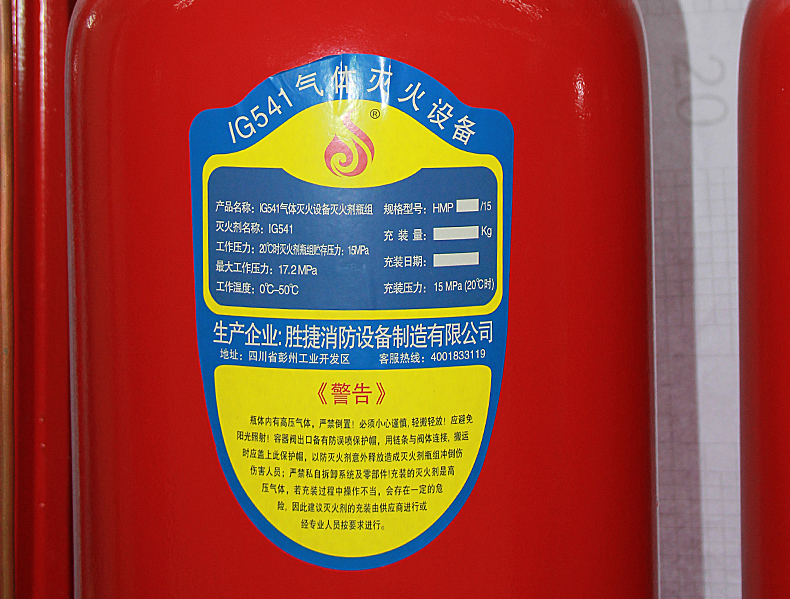 IG541气体灭火设备
®
产品名称：IG541气体灭火设备灭火剂瓶组
规格型号：HMP /15
灭火剂名称：IG541
充 装 量： Kg
工作压力：20℃时灭火剂瓶组贮存压力：15MPa
充装日期：
最大工作压力：17.2MPa
工作温度：0℃-50℃
充装压力：15 MPa (20℃时)
生产企业：胜捷消防设备制造有限公司
地址：四川省彭州工业开发区 客服热线：4001833119
《警告》
瓶体内有高压气体，严禁倒置！必须小心谨慎,轻搬轻放！应避免
阳光照射！容器阀出口备有防误喷保护帽，用链条与阀体连接, 搬运
时应盖上此保护帽，以防灭火剂意外释放造成灭火剂瓶组冲倒伤
伤害人员；严禁私自拆卸系统及零部件!充装的灭火剂是高
压气体，若充装过程中操作不当，会存在一定的危
险，因此建议灭火剂的充装由供应商进行或
经专业人员按要求进行。
20